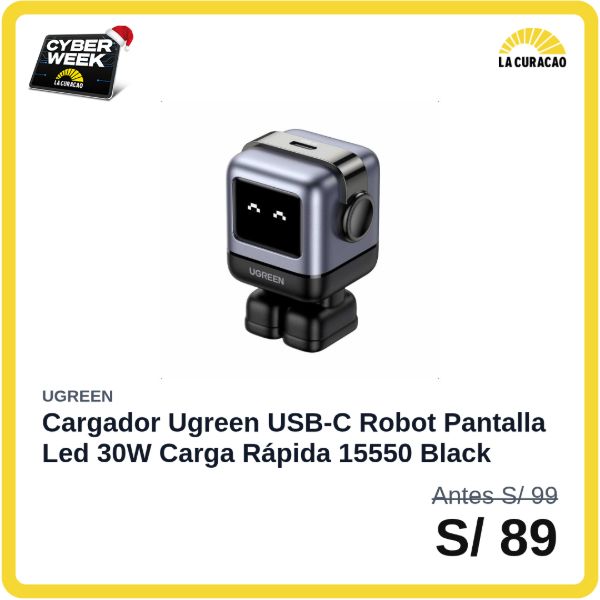 CYBER
WEEK
LA CURACAO
LA CURACAO
UGREEN
UGREEN
Cargador Ugreen USB-C Robot Pantalla
Led 30W Carga Rápida 15550 Black
Antes S/ 99
S/ 89